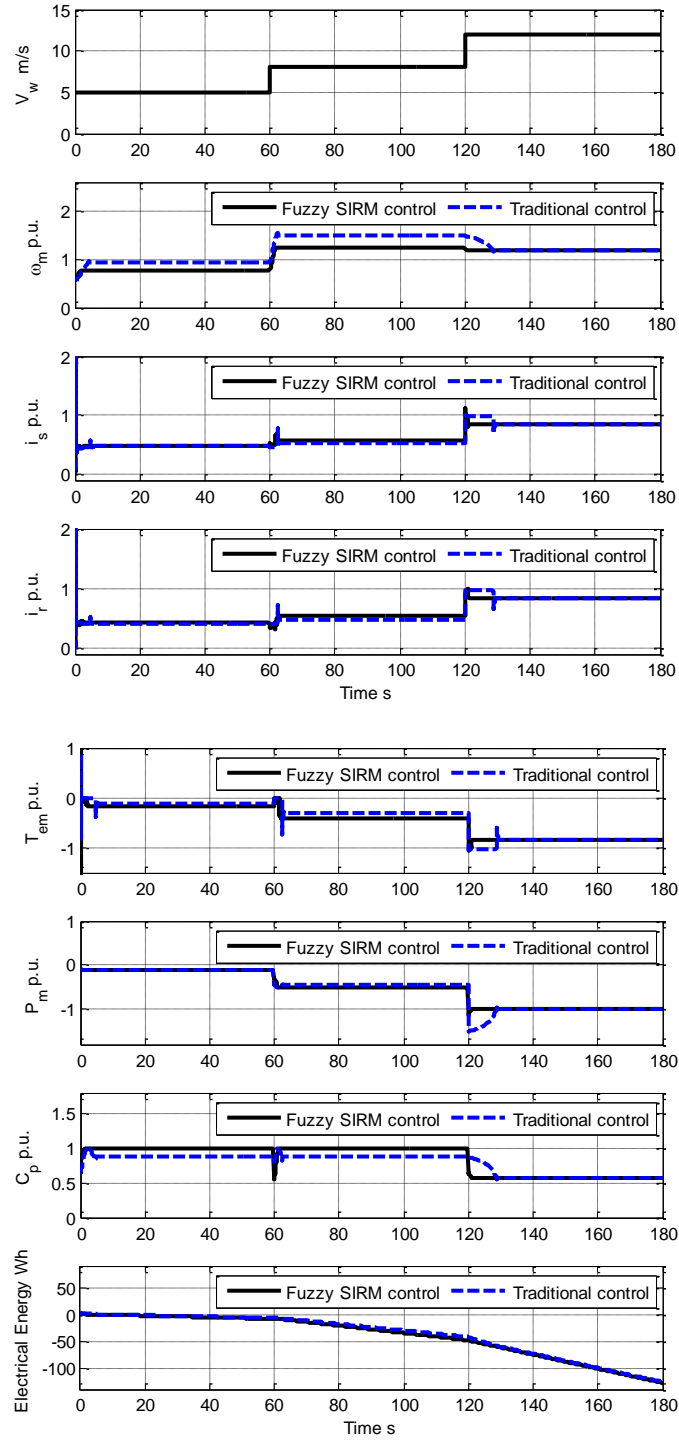 15
10
5
0
V_w m/s
0 20 40 60 80 100 120 140 160 180
2
1
0
ω_m p.u.
Fuzzy SIRM control Traditional control
0 20 40 60 80 100 120 140 160 180
2
1
0
i_s p.u.
Fuzzy SIRM control Traditional control
0 20 40 60 80 100 120 140 160 180
2
1
0
i_r p.u.
Fuzzy SIRM control Traditional control
0 20 40 60 80 100 120 140 160 180
Time s
1
0
-1
T_em p.u.
Fuzzy SIRM control Traditional control
0 20 40 60 80 100 120 140 160 180
1
0
-1
P_m p.u.
Fuzzy SIRM control Traditional control
0 20 40 60 80 100 120 140 160 180
1.5
1
0.5
0
C_p p.u.
Fuzzy SIRM control Traditional control
0 20 40 60 80 100 120 140 160 180
50
0
-50
-100
Electrical Energy Wh
Fuzzy SIRM control Traditional control
0 20 40 60 80 100 120 140 160 180
Time s